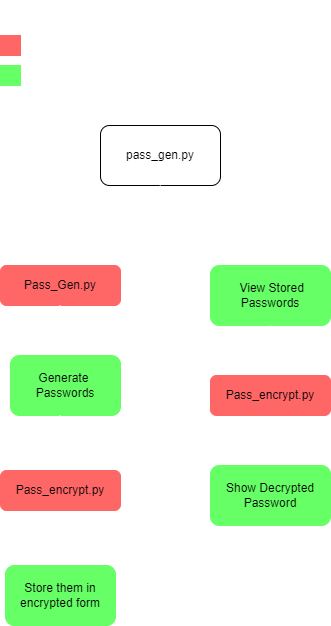 pass_gen.py
Pass_Gen.py
View Stored
Passwords
Generate
Passwords
Pass_encrypt.py
Pass_encrypt.py
Show Decrypted
Password
Store them in
encrypted form